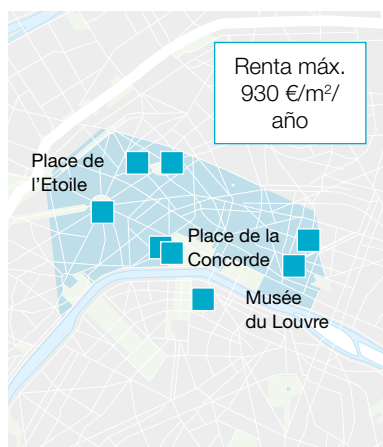 Renta máx.
930 €/m²/
año
Place de
l’Etoile
Place de la
Concorde
Musée
du Louvre